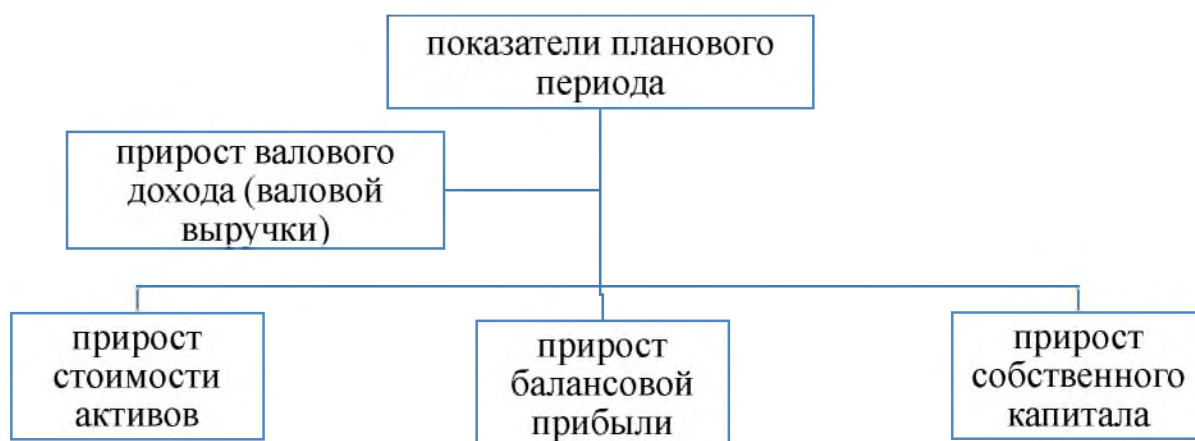 показатели планового
периода
прирост валового
дохода (валовой
выручки)
прирост
стоимости
активов
прирост
балансовой
прибыли
прирост
собственного
капитала